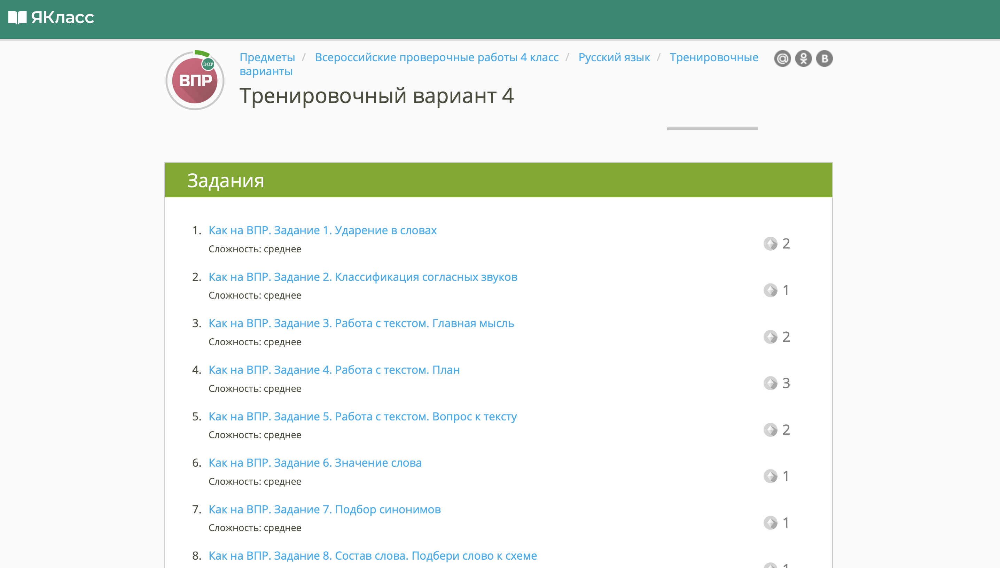 ЯКласс
ЭОР
ВПР
Предметы / Всероссийские проверочные работы 4 класс / Русский язык / Тренировочные
варианты
Тренировочный вариант 4
Задания
1. Как на ВПР. Задание 1. Ударение в словах
Сложность: среднее
2
2. Как на ВПР. Задание 2. Классификация согласных звуков
Сложность: среднее
1
3. Как на ВПР. Задание 3. Работа с текстом. Главная мысль
Сложность: среднее
2
4. Как на ВПР. Задание 4. Работа с текстом. План
Сложность: среднее
3
5. Как на ВПР. Задание 5. Работа с текстом. Вопрос к тексту
Сложность: среднее
2
6. Как на ВПР. Задание 6. Значение слова
Сложность: среднее
1
7. Как на ВПР. Задание 7. Подбор синонимов
Сложность: среднее
1
8. Как на ВПР. Задание 8. Состав слова. Подбери слово к схеме